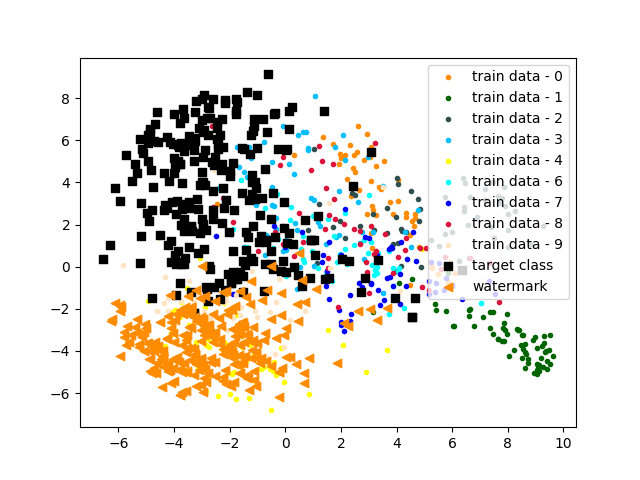 8
6
4
2
0
−2
−4
−6
−6 −4 −2 0 2 4 6 8 10
train data - 0
train data - 1
train data - 2
train data - 3
train data - 4
train data - 6
train data - 7
train data - 8
train data - 9
target class
watermark